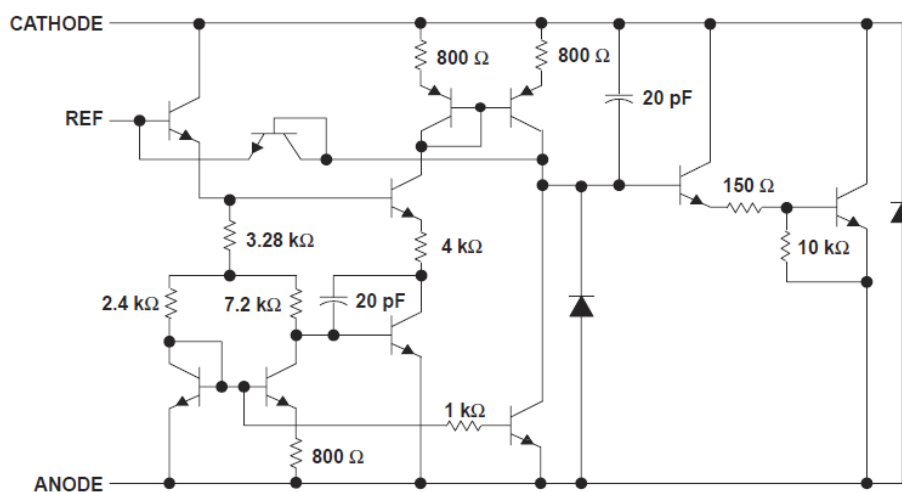 CATHODE
800 Ω
800 Ω
20 pF
REF
150 Ω
3.28 kΩ
4 kΩ
10 kΩ
2.4 kΩ
7.2 kΩ
20 pF
1 kΩ
800 Ω
ANODE